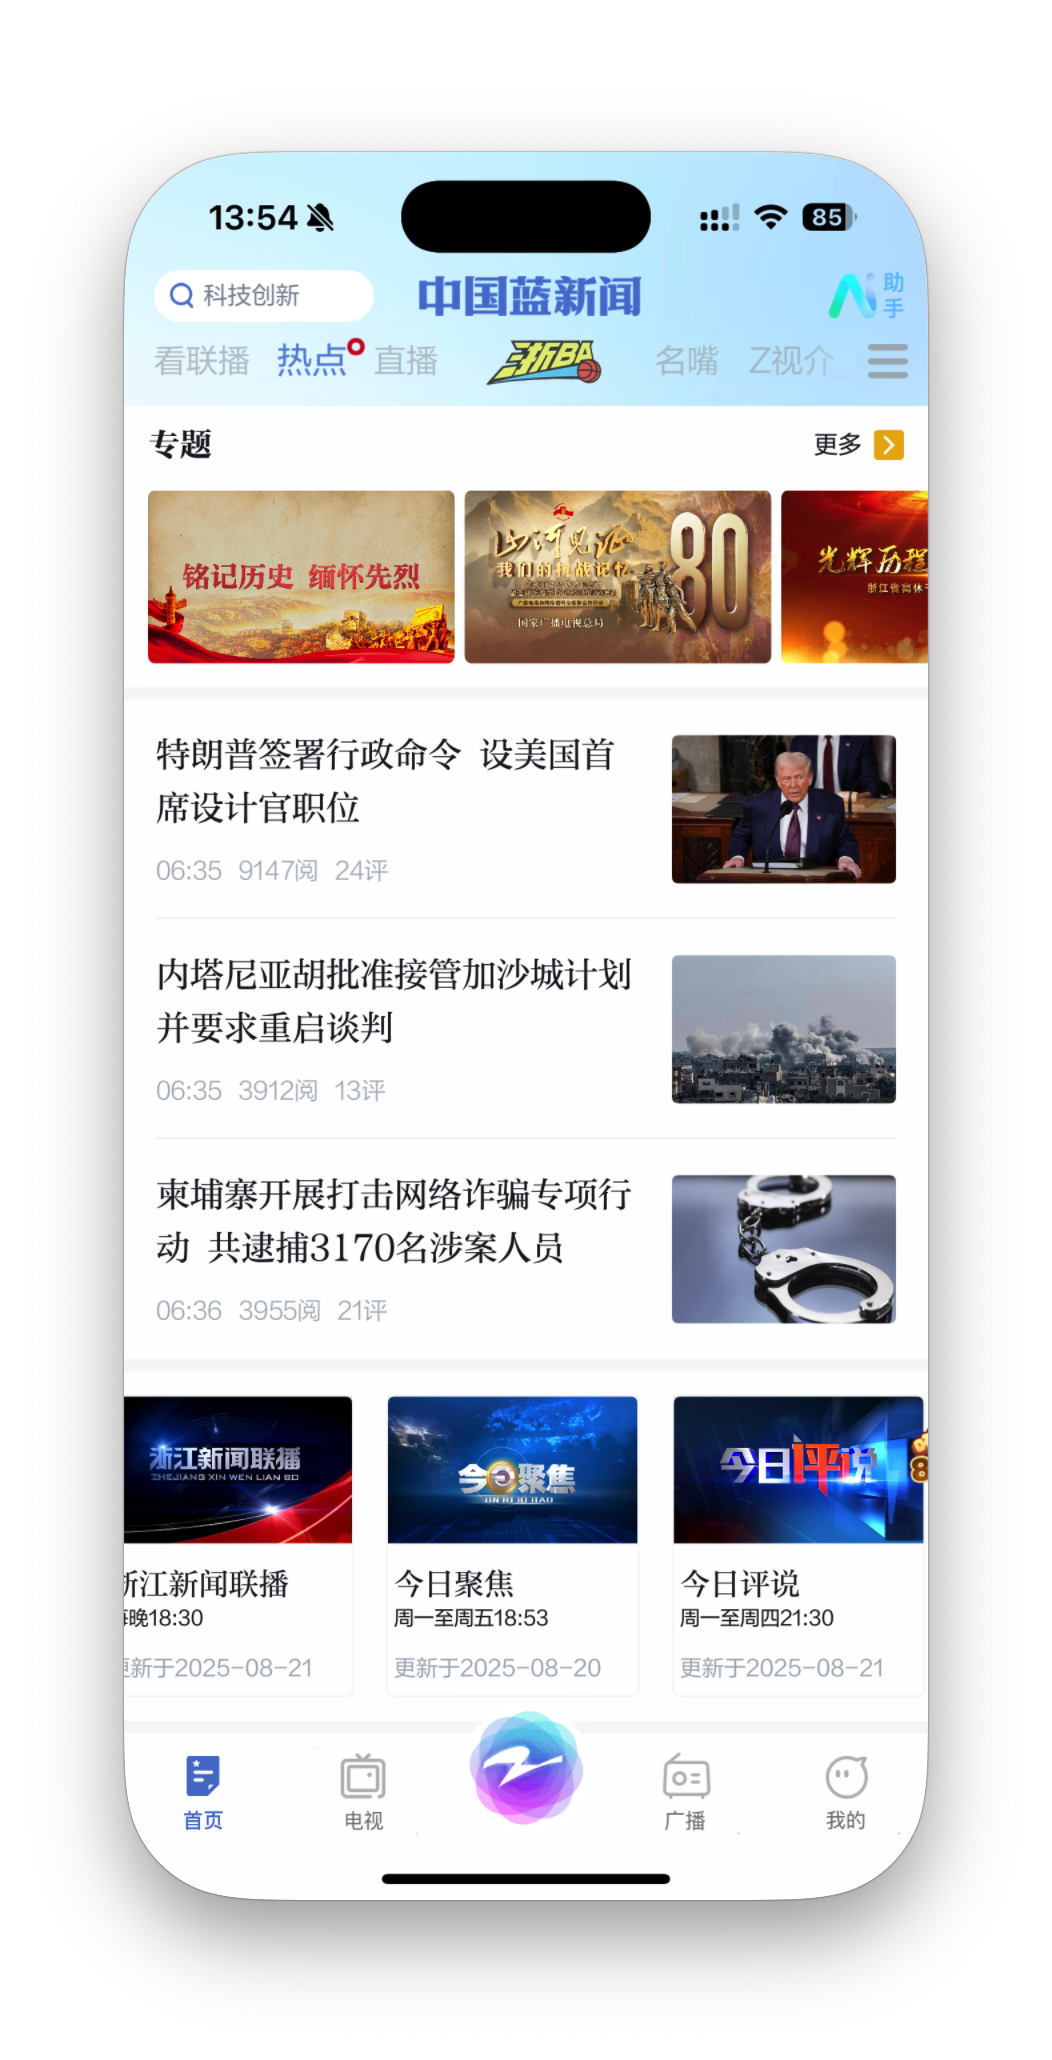 13:54
85
科技创新
中国蓝新闻
Ai助手
看联播 热点 直播 浙BA 名嘴 Z视介
专题
更多
铭记历史 缅怀先烈
山河见证
我们的抗战记忆
80
国家广播电视总局
光辉历程
浙江省离休干
特朗普签署行政命令 设美国首
席设计官职位
06:35 9147阅 24评
内塔尼亚胡批准接管加沙城计划
并要求重启谈判
06:35 3912阅 13评
柬埔寨开展打击网络诈骗专项行
动 共逮捕3170名涉案人员
06:36 3955阅 21评
浙江新闻联播
ZHEJIANG XIN WEN LIAN BO
今日聚焦
JIN RI JU JIAO
今日评说
浙江新闻联播
每晚18:30
更新于2025-08-21
今日聚焦
周一至周五18:53
更新于2025-08-20
今日评说
周一至周四21:30
更新于2025-08-21
首页
电视
广播
我的